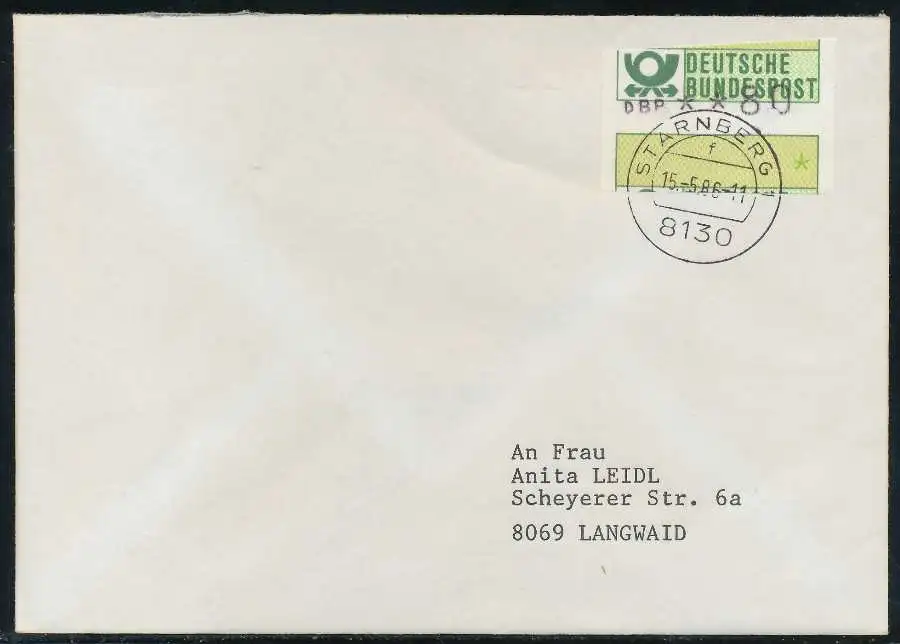 DEUTSCHE
BUNDESPOST
DBP * * 80
STARNBERG 1
f
15.-5.86-11
8130
An Frau
Anita LEIDL
Scheyerer Str. 6a
8069 LANGWAID